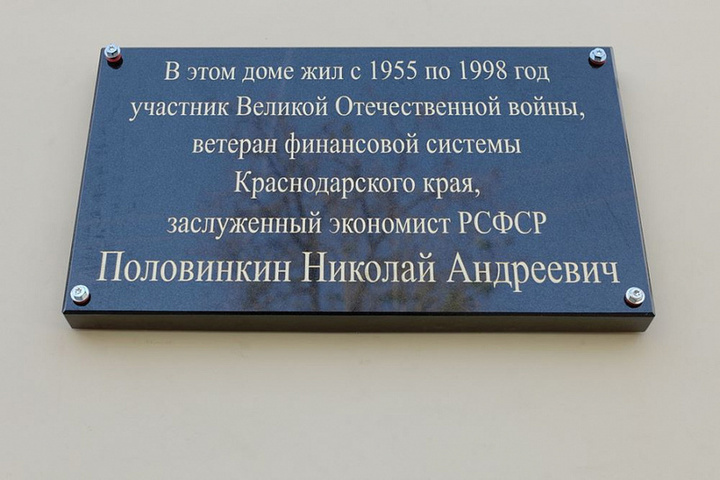 В этом доме жил с 1955 по 1998 год
участник Великой Отечественной войны,
ветеран финансовой системы
Краснодарского края,
заслуженный экономист РСФСР
Половинкин Николай Андреевич